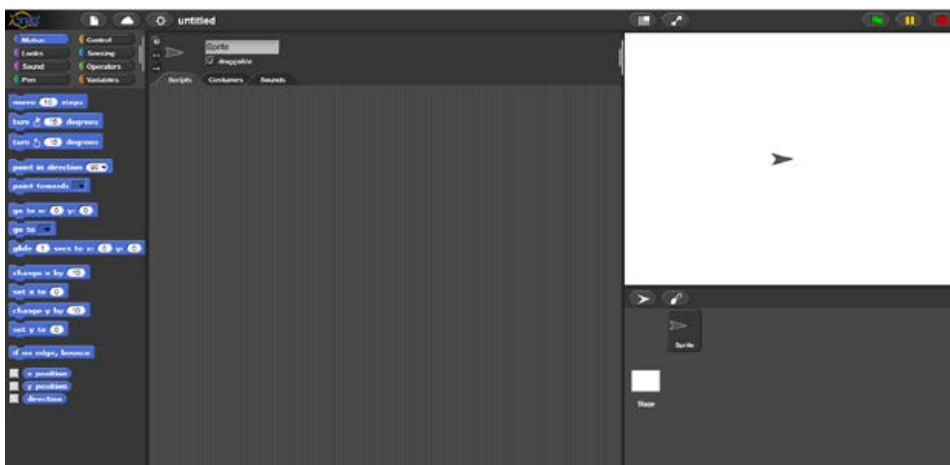 Snap!
untitled
Motion Control
Looks Sensing
Sound Operators
Pen Variables
Sprite
draggable
Scripts Costumes Sounds
move 10 steps
turn 15 degrees
turn 15 degrees
point in direction 90
point towards
go to x: 0 y: 0
go to
glide 1 secs to x: 0 y: 0
change x by 10
set x to 0
change y by 10
set y to 0
if on edge, bounce
x position
y position
direction
Sprite
Stage